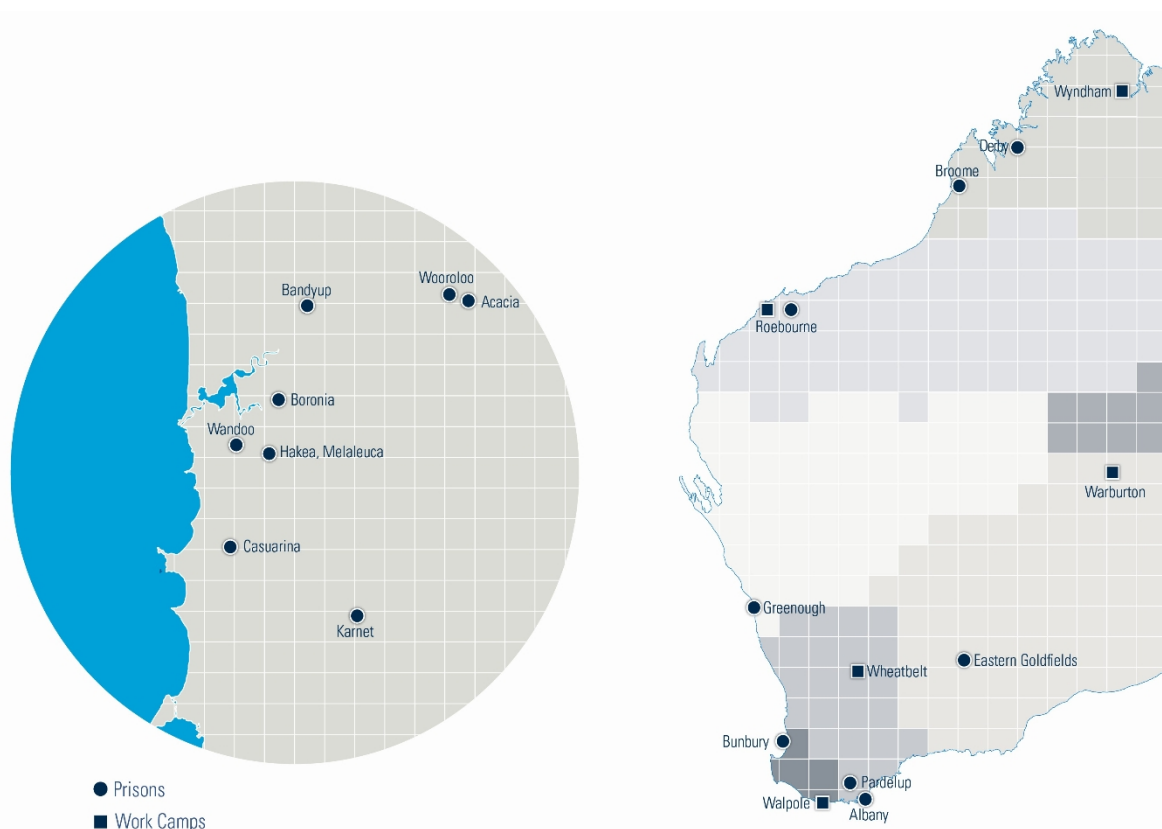 Wooroloo
Acacia
Bandyup
Boronia
Wandoo
Hakea, Melaleuca
Casuarina
Karnet
Prisons
Work Camps
Wyndham
Derby
Broome
Roebourne
Warburton
Greenough
Eastern Goldfields
Wheatbelt
Bunbury
Pardelup
Walpole
Albany